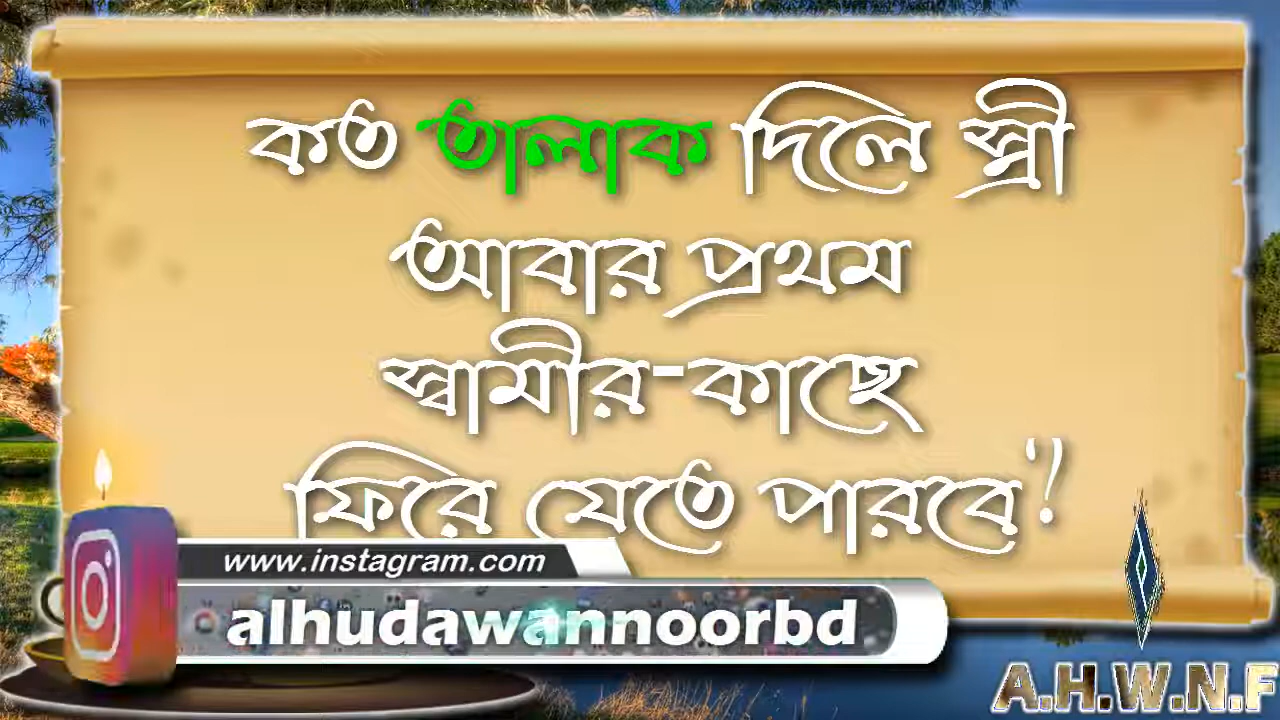 কত তালাক দিলে স্ত্রী
আবার প্রথম
স্বামীর-কাছে
ফিরে যেতে পারবে?
www.instagram.com
alhudawannoorbd
A.H.W.N.F